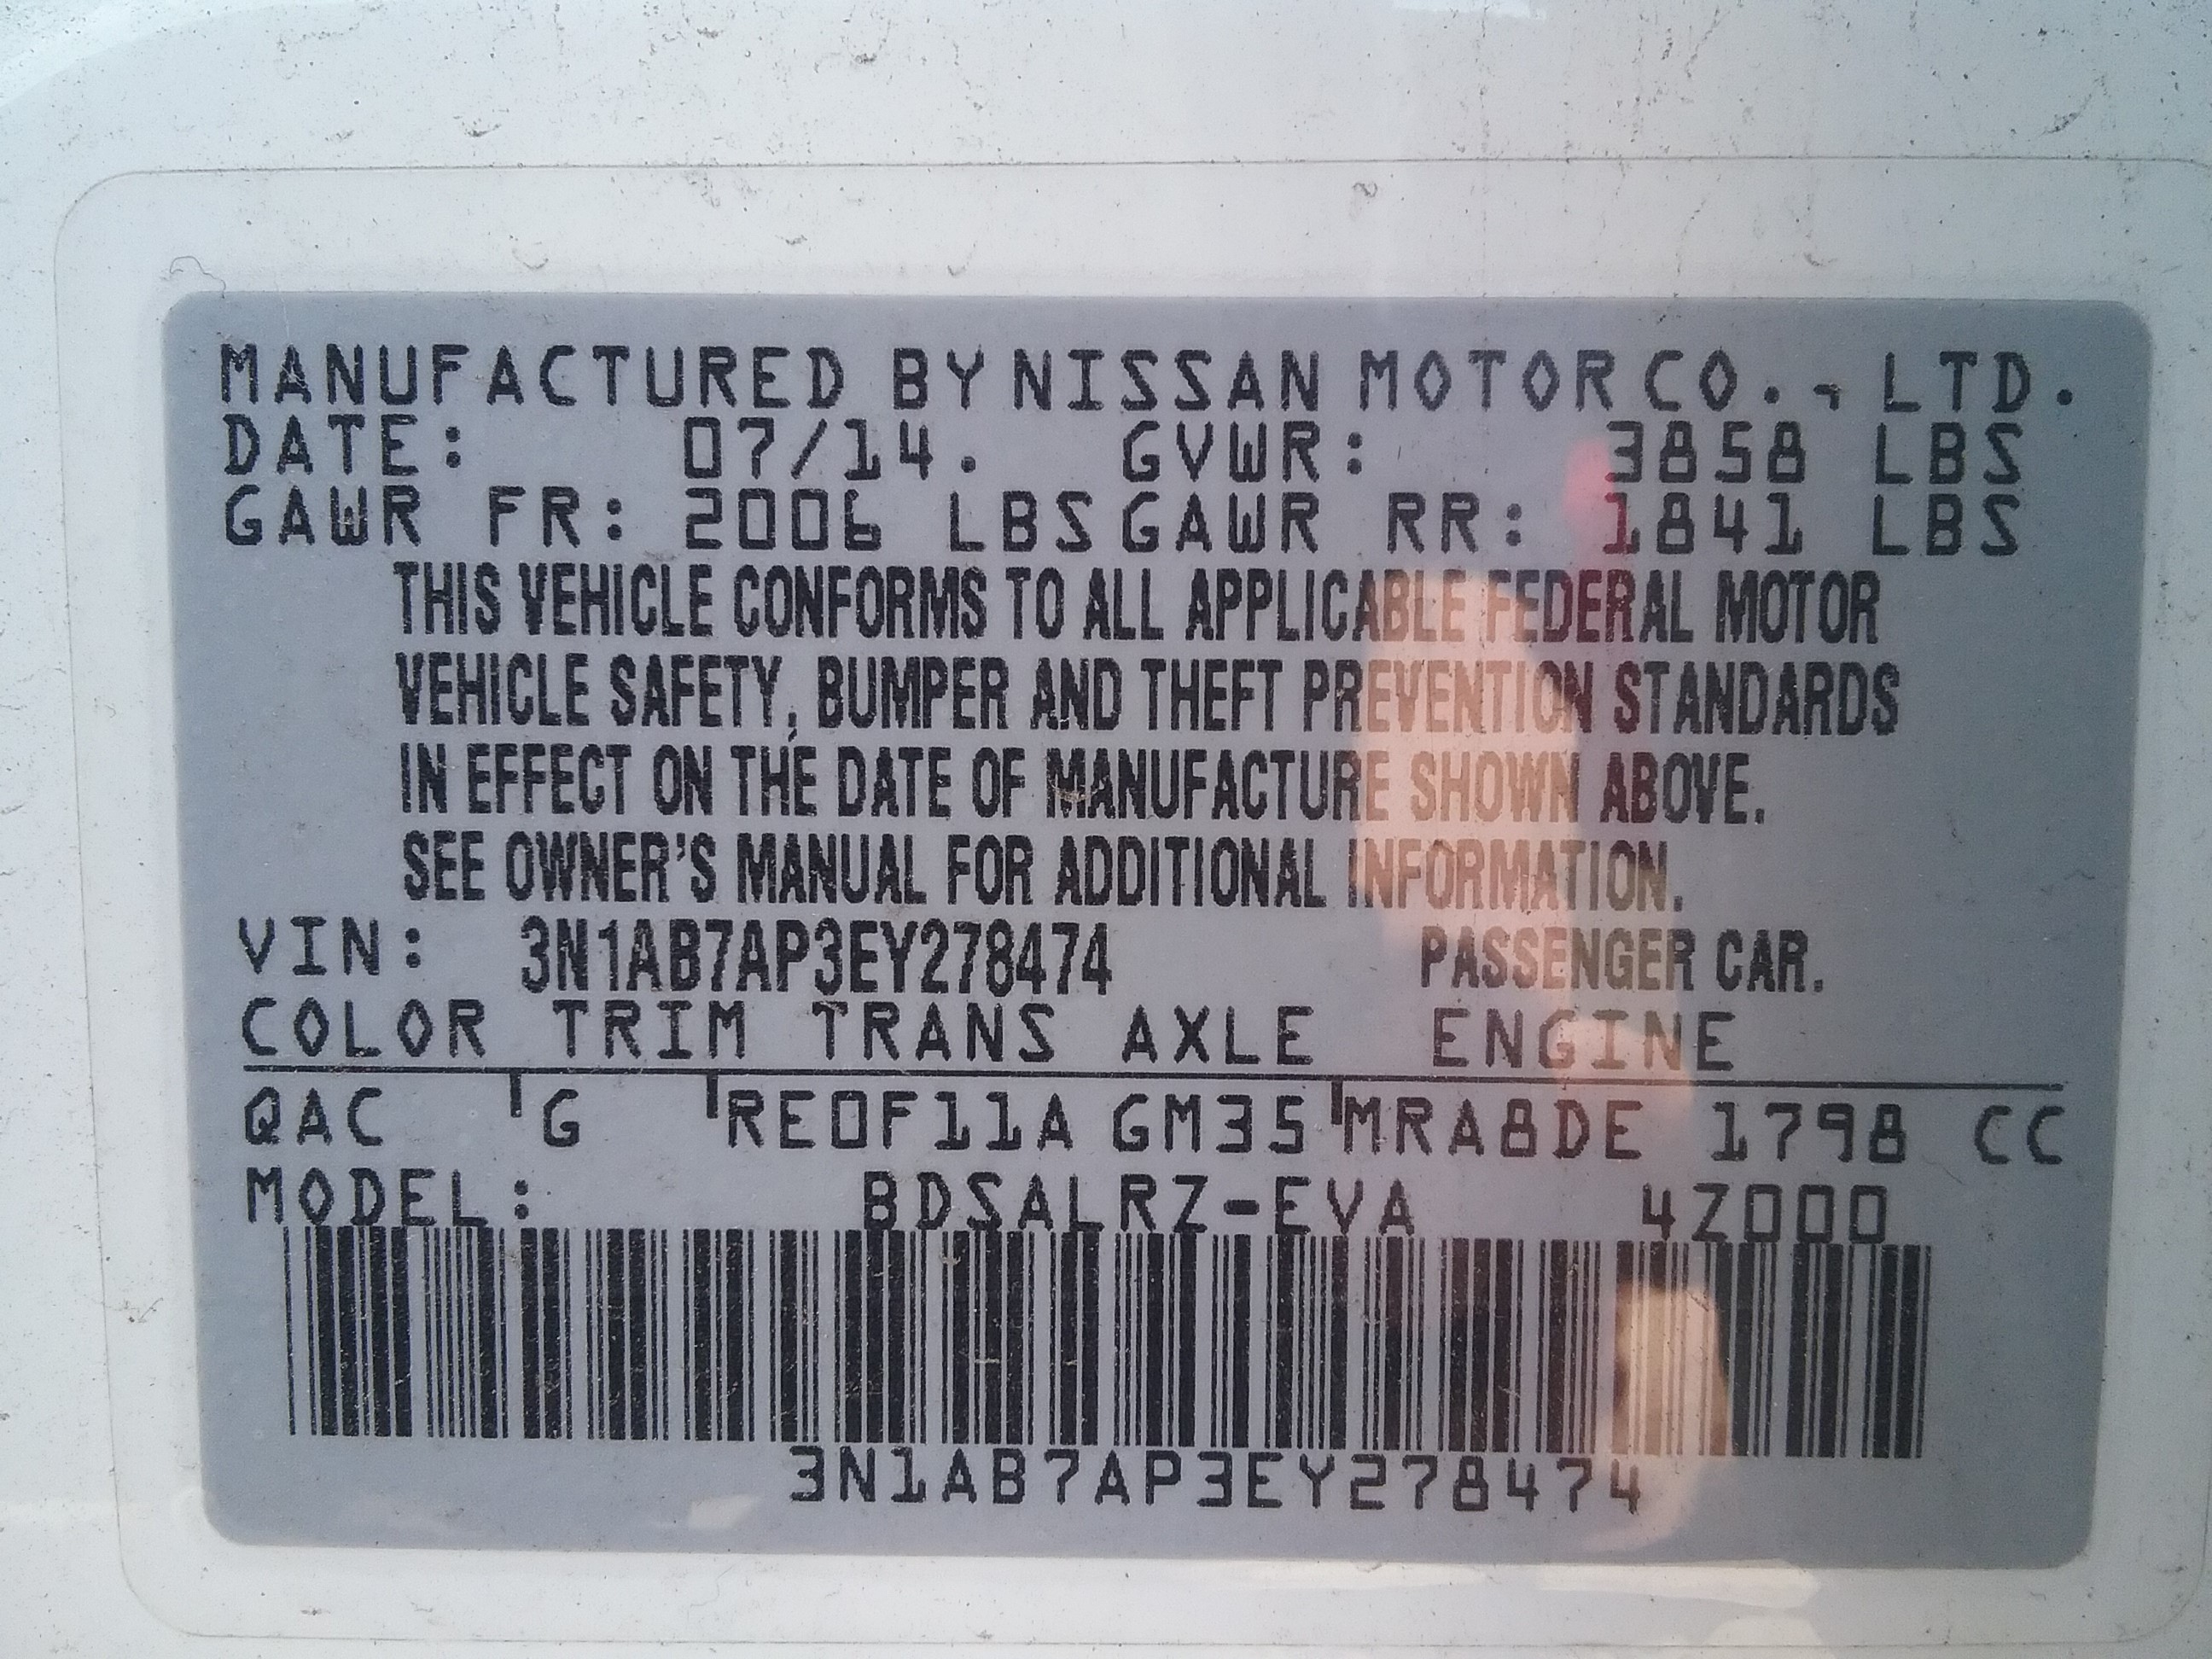 MANUFACTURED BY NISSAN MOTOR CO., LTD.
DATE: 07/14. GVWR: 3858 LBS
GAWR FR: 2006 LBS GAWR RR: 1841 LBS
THIS VEHICLE CONFORMS TO ALL APPLICABLE FEDERAL MOTOR
VEHICLE SAFETY, BUMPER AND THEFT PREVENTION STANDARDS
IN EFFECT ON THE DATE OF MANUFACTURE SHOWN ABOVE.
SEE OWNER'S MANUAL FOR ADDITIONAL INFORMATION.
VIN: 3N1AB7AP3EY278474 PASSENGER CAR.
COLOR TRIM TRANS AXLE ENGINE
QAC G RE0F11A GM35 MRA8DE 1798 CC
MODEL: BDSALRZ-EVA 4Z000
3N1AB7AP3EY278474